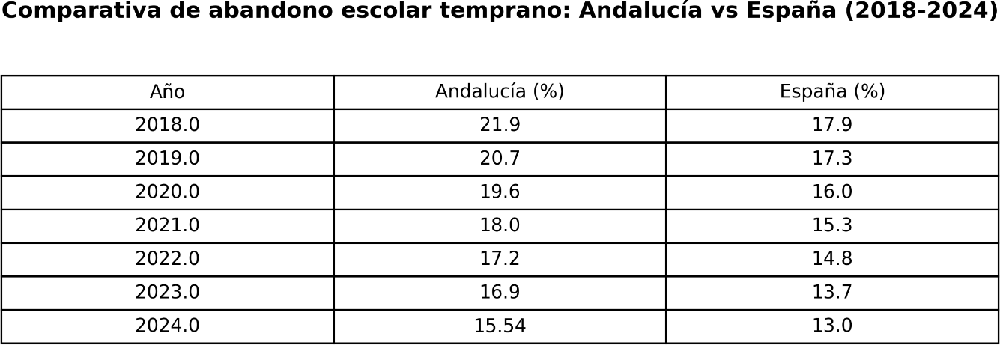 Comparativa de abandono escolar temprano: Andalucía vs España (2018-2024)
Año Andalucía (%) España (%)
2018.0 21.9 17.9
2019.0 20.7 17.3
2020.0 19.6 16.0
2021.0 18.0 15.3
2022.0 17.2 14.8
2023.0 16.9 13.7
2024.0 15.54 13.0